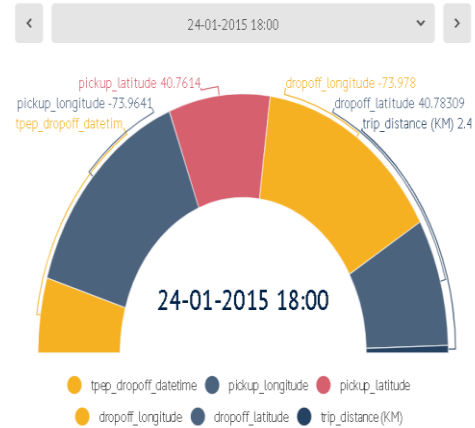 24-01-2015 18:00
pickup_latitude 40.7614
dropoff_longitude -73.978
pickup_longitude -73.9641
dropoff_latitude 40.78309
tpep_dropoff_datetim
trip_distance (KM) 2.4
24-01-2015 18:00
tpep_dropoff_datetime pickup_longitude pickup_latitude
dropoff_longitude dropoff_latitude trip_distance(KM)